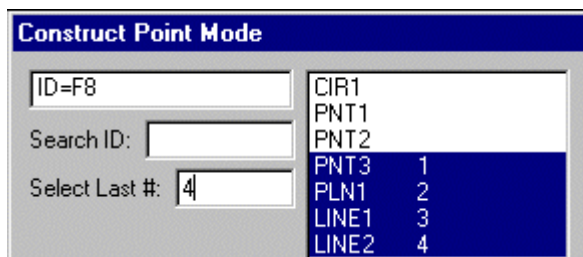 Construct Point Mode
ID=F8
Search ID:
Select Last #: 4
CIR1
PNT1
PNT2
PNT3 1
PLN1 2
LINE1 3
LINE2 4